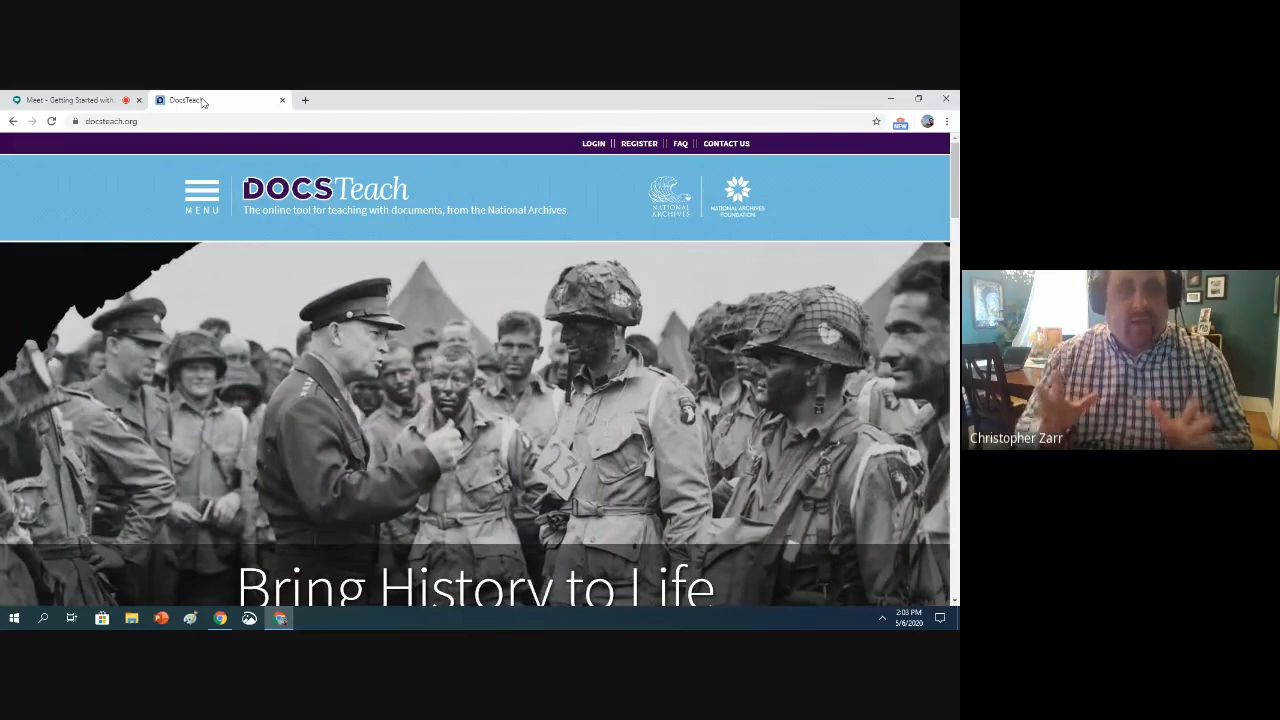 Meet - Getting Started with
DocsTeach
docsteach.org
NEW
LOGIN || REGISTER || FAQ || CONTACT US
MENU
DOCSTeach
The online tool for teaching with documents, from the National Archives
NATIONAL
ARCHIVES
NATIONAL ARCHIVES
FOUNDATION
23
Bring History to Life
Christopher Zarr
2:03 PM
5/6/2020